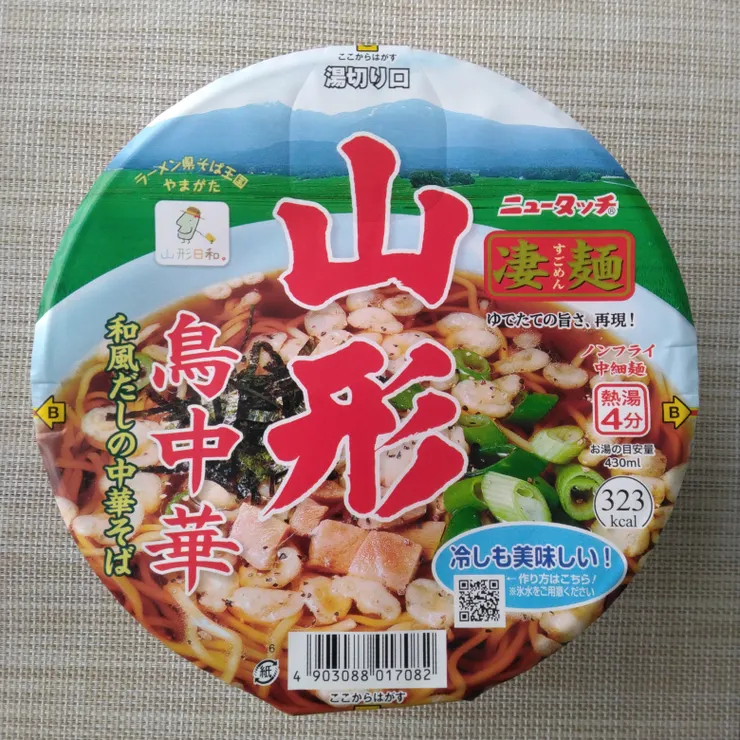 ここからはがす
湯切り口
ラーメン県そば王国
やまがた
山形日和。
山形
鳥中華
和風だしの中華そば
ニュータッチ®
凄麺
すごめん
ゆでたての旨さ、再現！
ノンフライ
中細麺
熱湯
4分
お湯の目安量
430ml
323
kcal
B
B
冷しも美味しい！
←作り方はこちら！
※氷水をご用意ください
6
紙
4 903088 017082
ここからはがす